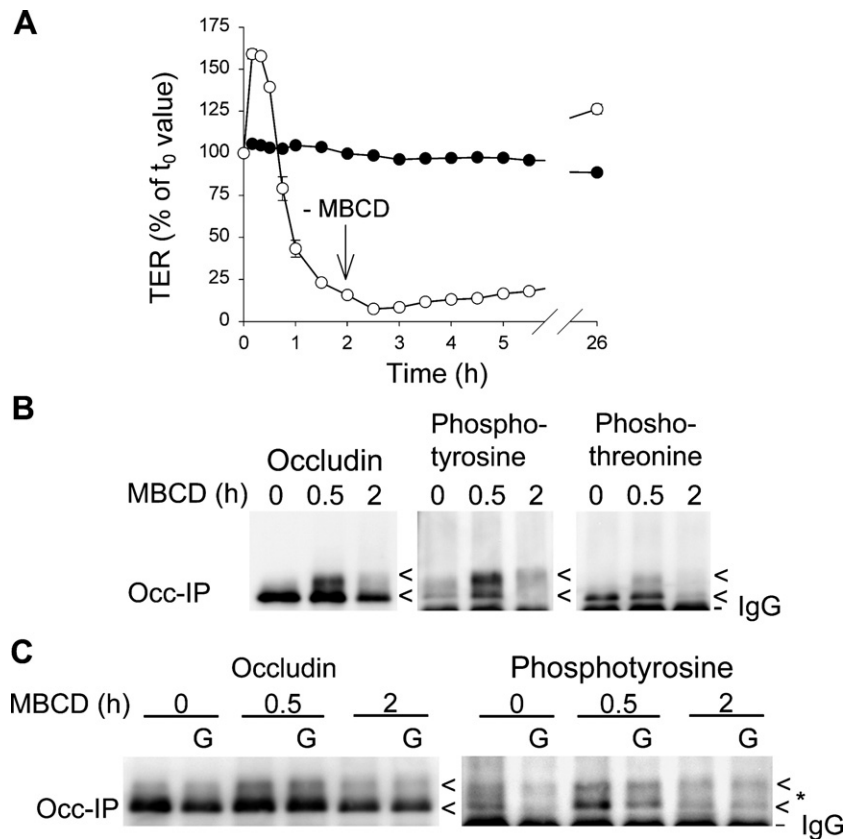 A
TER (% of t0 value)
175
150
125
100
75
50
25
0
- MBCD
0 1 2 3 4 5 26
Time (h)
B
Occludin
Phospho-
tyrosine
Phosho-
threonine
MBCD (h) 0 0.5 2 0 0.5 2 0 0.5 2
<
<
<
Occ-IP < < < - IgG
C
Occludin Phosphotyrosine
MBCD (h) 0 0.5 2 0 0.5 2
G G G G G G
< <
*
Occ-IP < < - IgG